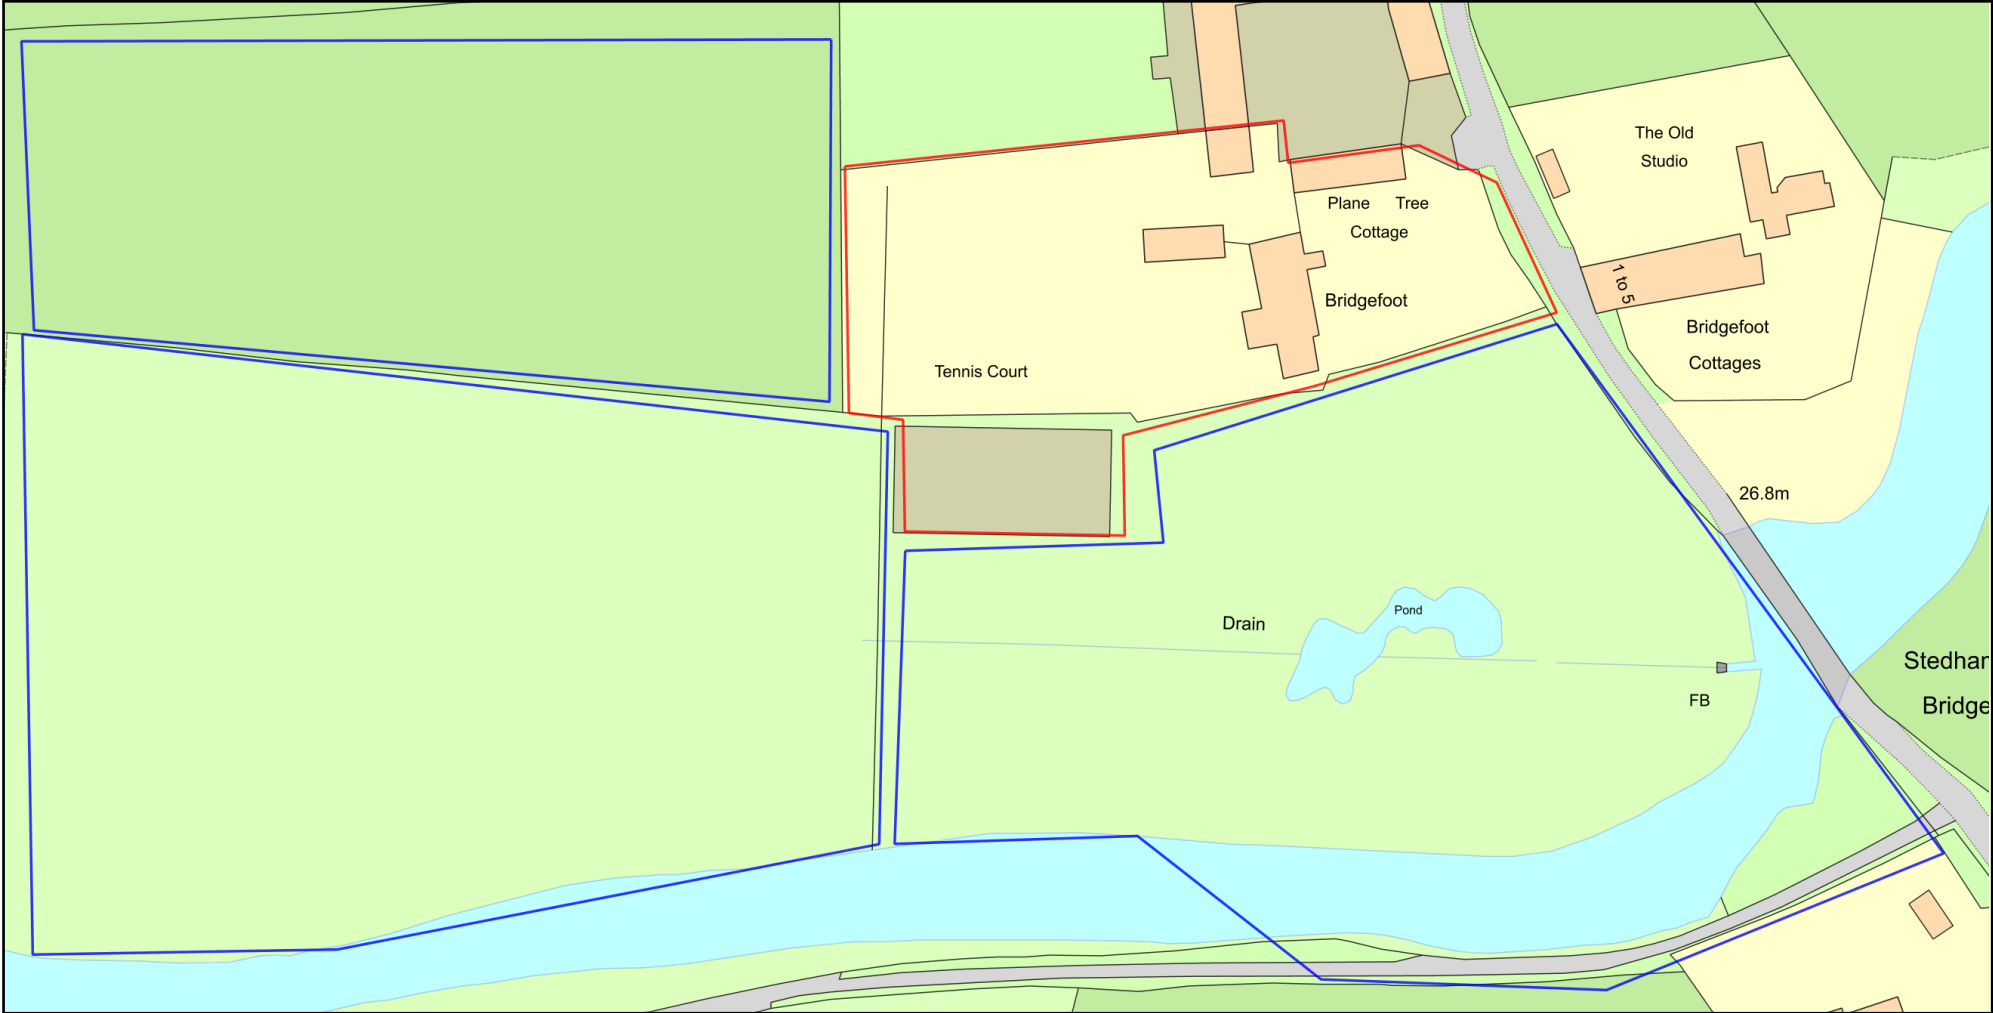 The Old
Studio
Plane Tree
Cottage
1 to 5
Bridgefoot
Bridgefoot
Cottages
Tennis Court
26.8m
Pond
Drain
Stedhar
Bridge
FB